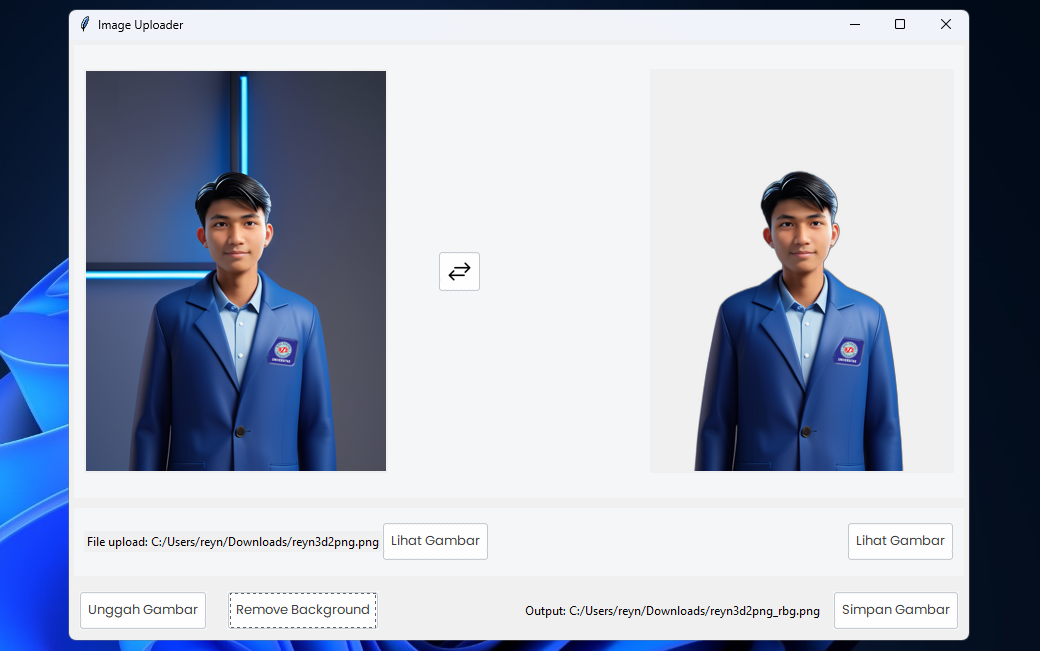 Image Uploader
File upload: C:/Users/reyn/Downloads/reyn3d2png.png
Lihat Gambar
Lihat Gambar
Unggah Gambar
Remove Background
Output: C:/Users/reyn/Downloads/reyn3d2png_rbg.png
Simpan Gambar